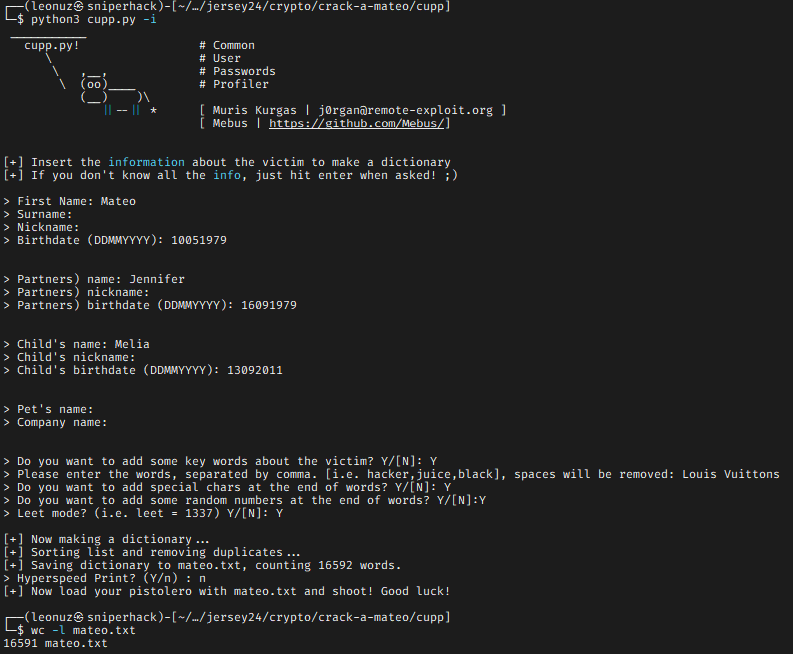 ┌──(leonuz㉿sniperhack)-[~/…/jersey24/crypto/crack-a-mateo/cupp]
└─$ python3 cupp.py -i
___________
cupp.py!                 # Common
\                     # User
\   ,__,             # Passwords
\  (oo)____         # Profiler
(__)    )\
||--|| *      [ Muris Kurgas | j0rgan@remote-exploit.org ]
[ Mebus | https://github.com/Mebus/]
[+] Insert the information about the victim to make a dictionary
[+] If you don't know all the info, just hit enter when asked! ;)
> First Name: Mateo
> Surname:
> Nickname:
> Birthdate (DDMMYYYY): 10051979
> Partners) name: Jennifer
> Partners) nickname:
> Partners) birthdate (DDMMYYYY): 16091979
> Child's name: Melia
> Child's nickname:
> Child's birthdate (DDMMYYYY): 13092011
> Pet's name:
> Company name:
> Do you want to add some key words about the victim? Y/[N]: Y
> Please enter the words, separated by comma. [i.e. hacker,juice,black], spaces will be removed: Louis Vuittons
> Do you want to add special chars at the end of words? Y/[N]: Y
> Do you want to add some random numbers at the end of words? Y/[N]:Y
> Leet mode? (i.e. leet = 1337) Y/[N]: Y
[+] Now making a dictionary...
[+] Sorting list and removing duplicates...
[+] Saving dictionary to mateo.txt, counting 16592 words.
> Hyperspeed Print? (Y/n) : n
[+] Now load your pistolero with mateo.txt and shoot! Good luck!
┌──(leonuz㉿sniperhack)-[~/…/jersey24/crypto/crack-a-mateo/cupp]
└─$ wc -l mateo.txt
16591 mateo.txt